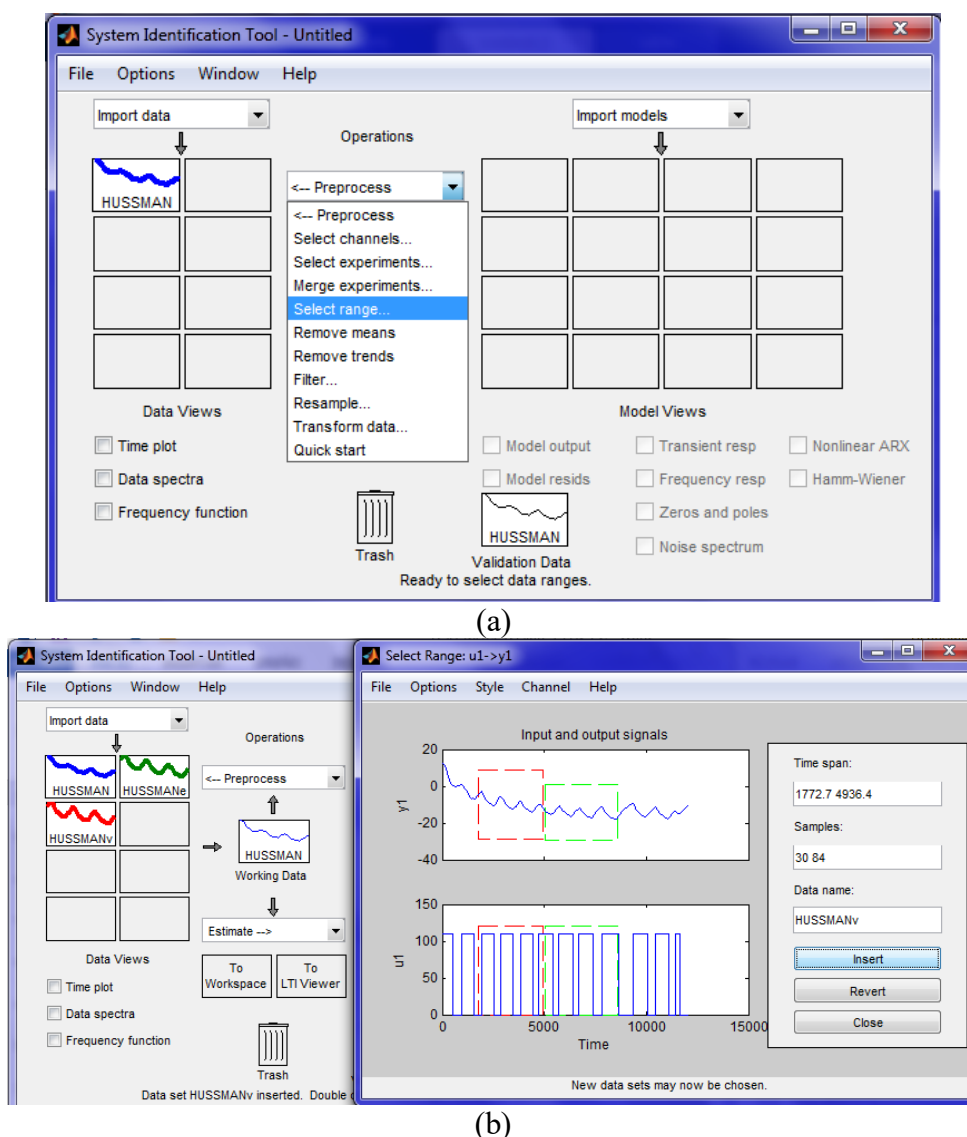 System Identification Tool - Untitled
File Options Window Help
Import data
Import models
Operations
HUSSMAN
<-- Preprocess
<-- Preprocess
Select channels...
Select experiments...
Merge experiments...
Select range...
Remove means
Remove trends
Filter...
Resample...
Transform data...
Quick start
Data Views
Time plot
Data spectra
Frequency function
Trash
Model Views
Model output
Transient resp
Nonlinear ARX
Model resids
Frequency resp
Hamm-Wiener
Zeros and poles
Noise spectrum
HUSSMAN
Validation Data
Ready to select data ranges.
(a)
System Identification Tool - Untitled
File Options Window Help
Import data
Operations
HUSSMAN
HUSSMANe
HUSSMANv
<-- Preprocess
HUSSMAN
Working Data
Estimate -->
To Workspace
To LTI Viewer
Data Views
Time plot
Data spectra
Frequency function
Trash
Data set HUSSMANv inserted. Double
Select Range: u1->y1
File Options Style Channel Help
Input and output signals
20
0
-20
-40
y1
150
100
50
0
u1
0 5000 10000 15000
Time
Time span:
1772.7 4936.4
Samples:
30 84
Data name:
HUSSMANv
Insert
Revert
Close
New data sets may now be chosen.
(b)